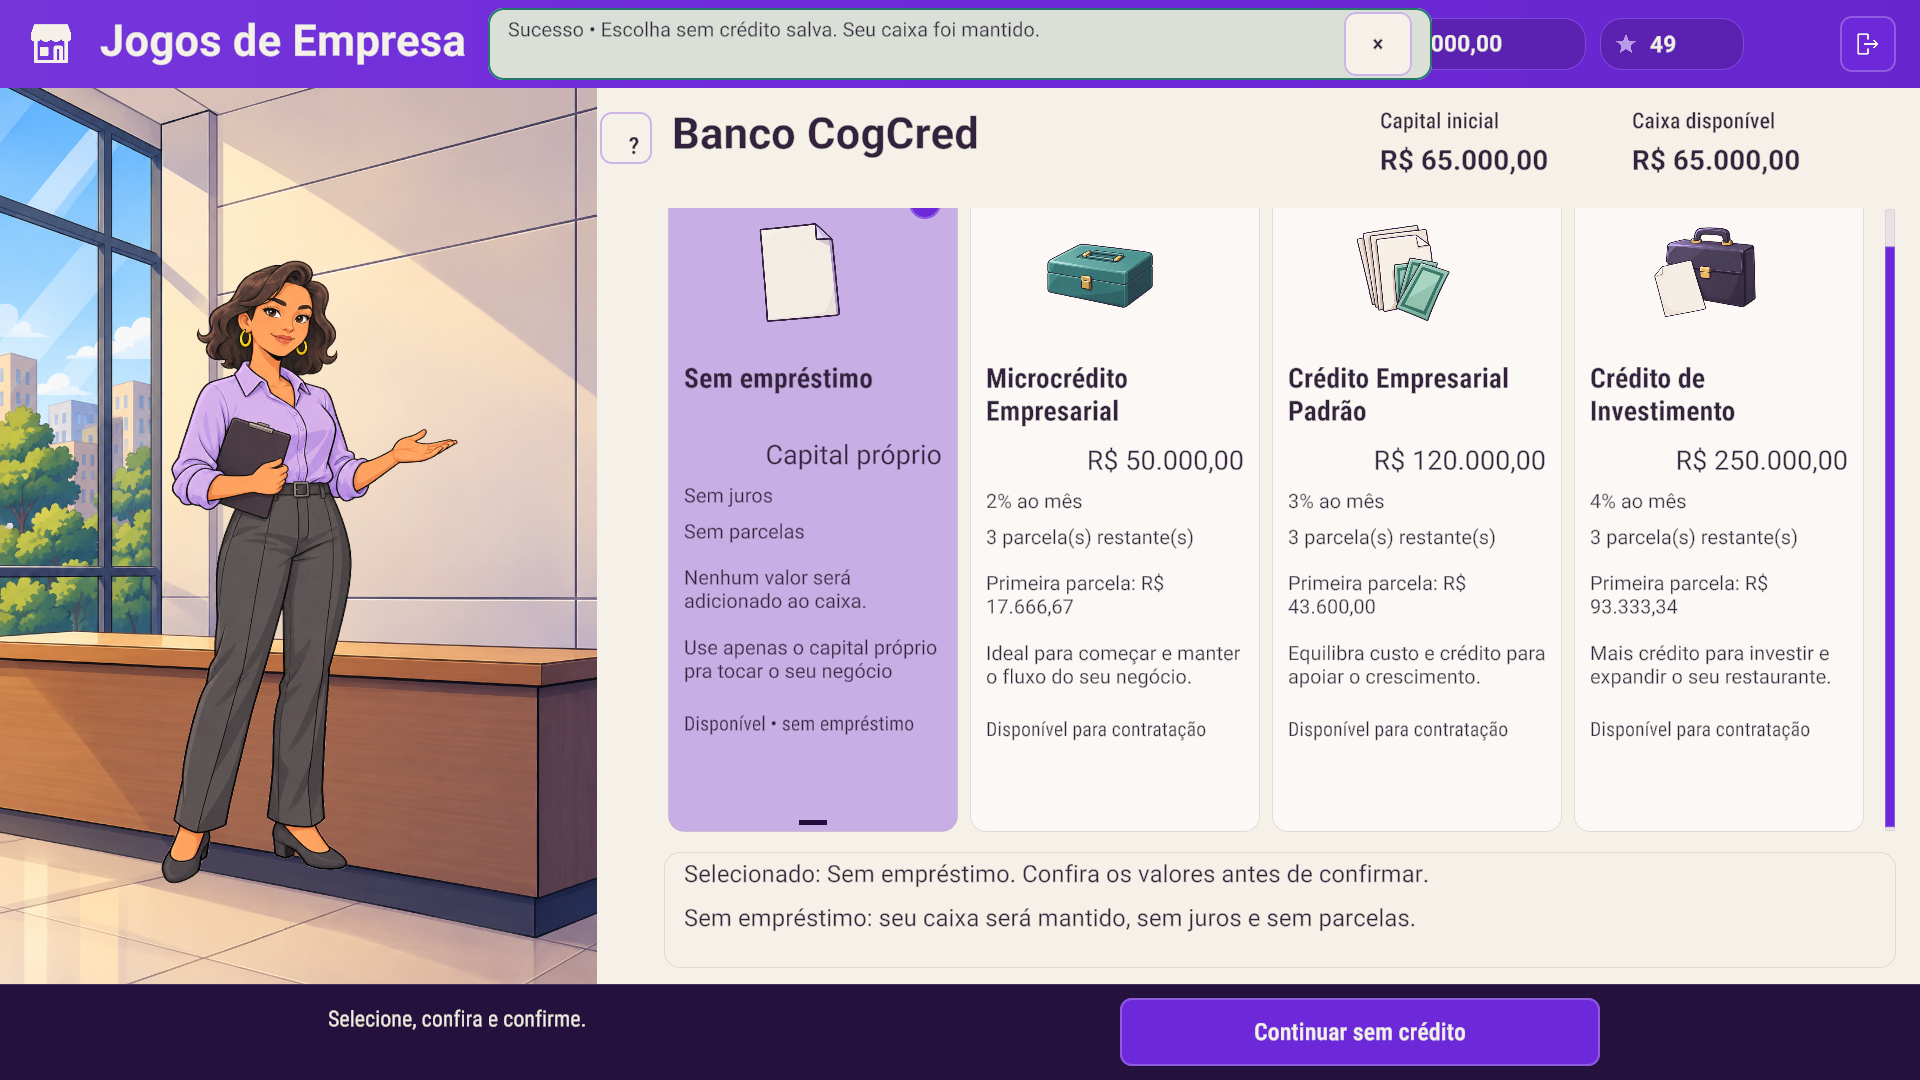 Jogos de Empresa
Sucesso • Escolha sem crédito salva. Seu caixa foi mantido.
×
000,00
49
?
Banco CogCred
Capital inicial
R$ 65.000,00
Caixa disponível
R$ 65.000,00
Sem empréstimo
Capital próprio
Sem juros
Sem parcelas
Nenhum valor será
adicionado ao caixa.
Use apenas o capital próprio
pra tocar o seu negócio
Disponível • sem empréstimo
Microcrédito
Empresarial
R$ 50.000,00
2% ao mês
3 parcela(s) restante(s)
Primeira parcela: R$
17.666,67
Ideal para começar e manter
o fluxo do seu negócio.
Disponível para contratação
Crédito Empresarial
Padrão
R$ 120.000,00
3% ao mês
3 parcela(s) restante(s)
Primeira parcela: R$
43.600,00
Equilibra custo e crédito para
apoiar o crescimento.
Disponível para contratação
Crédito de
Investimento
R$ 250.000,00
4% ao mês
3 parcela(s) restante(s)
Primeira parcela: R$
93.333,34
Mais crédito para investir e
expandir o seu restaurante.
Disponível para contratação
Selecionado: Sem empréstimo. Confira os valores antes de confirmar.
Sem empréstimo: seu caixa será mantido, sem juros e sem parcelas.
Selecione, confira e confirme.
Continuar sem crédito